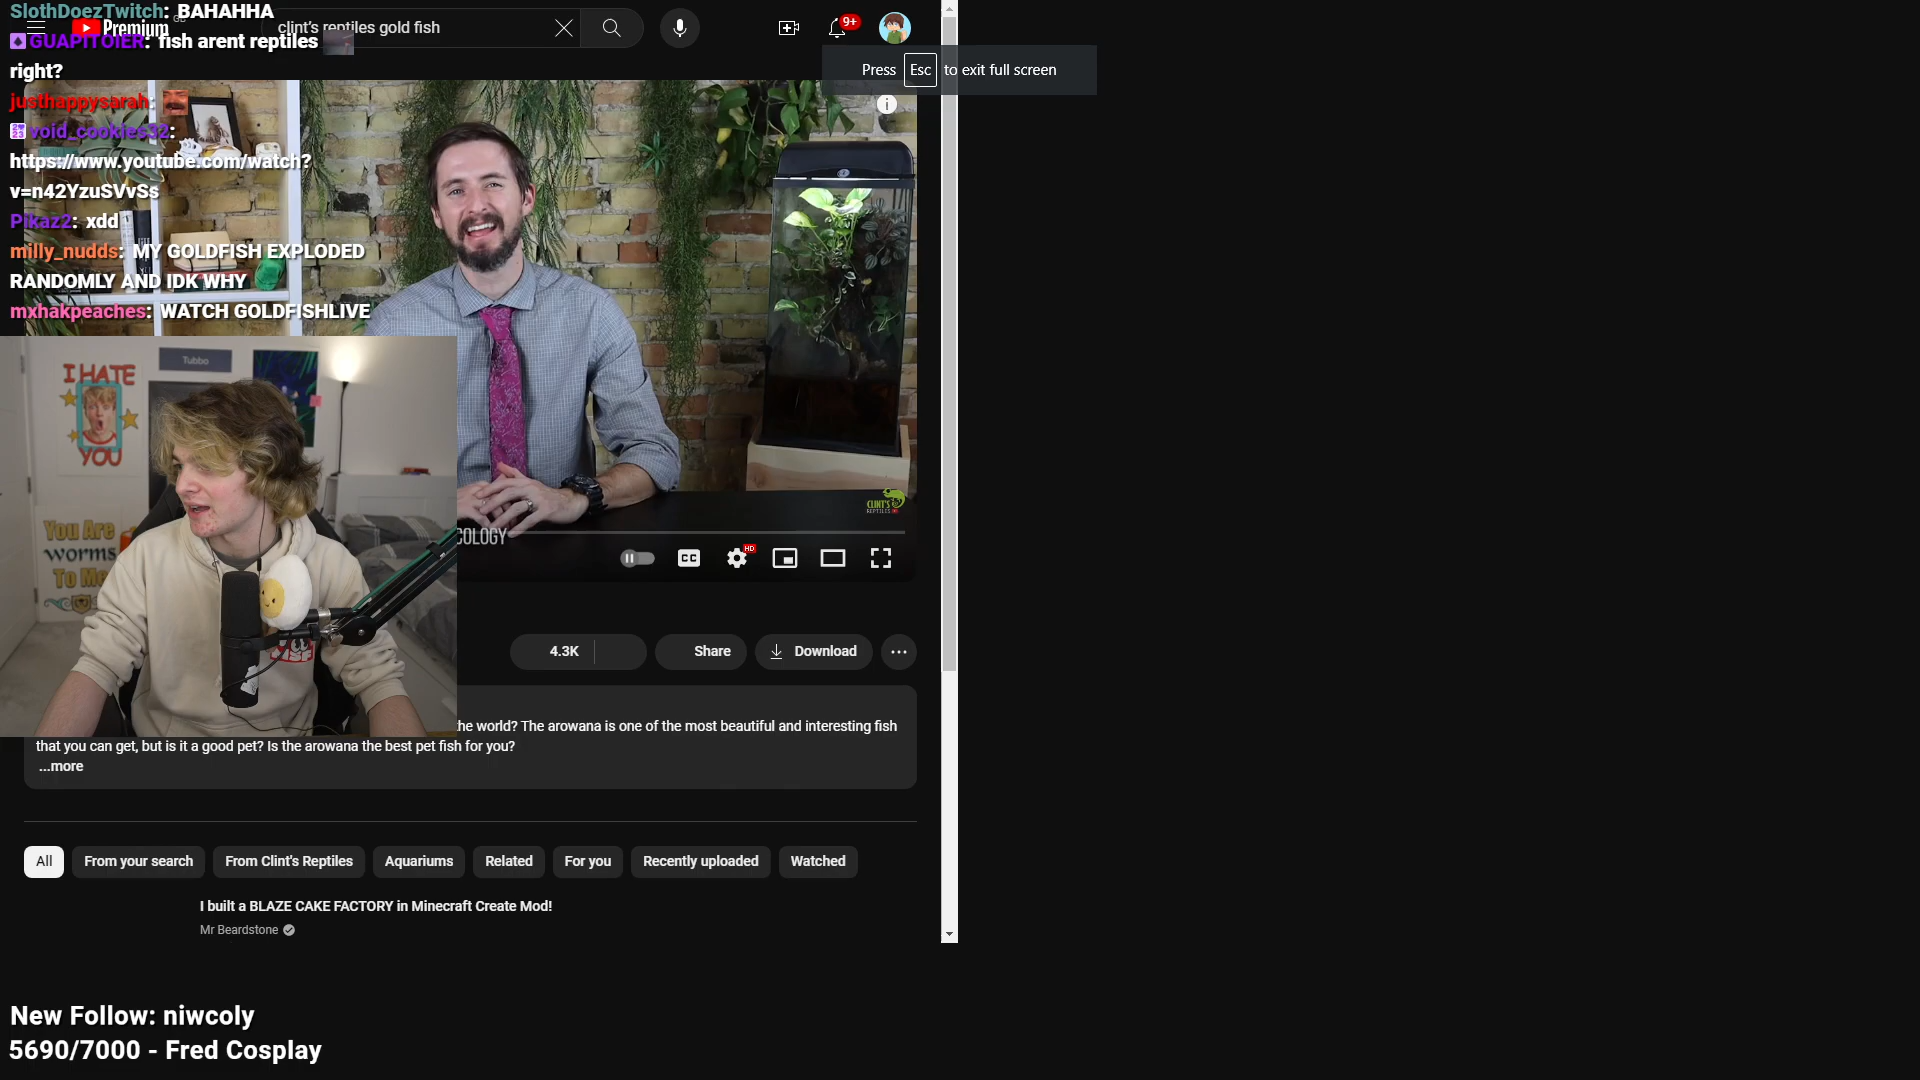 SlothDoezTwitch: BAHAHHA
Premium
clint's reptiles gold fish
9+
GUAPITOIER: fish arent reptiles
right?
Press Esc to exit full screen
justhappysarah:
void_cookies32:
https://www.youtube.com/watch?
v=n42YzuSVvSs
Pikaz2: xdd
milly_nudds: MY GOLDFISH EXPLODED
RANDOMLY AND IDK WHY
mxhakpeaches: WATCH GOLDFISHLIVE
Tubbo
I HATE
YOU
You Are
worms
To Me
CLINT'S
REPTILES
COLOGY
CC
HD
4.3K
Share
Download
he world? The arowana is one of the most beautiful and interesting fish
that you can get, but is it a good pet? Is the arowana the best pet fish for you?
...more
All
From your search
From Clint's Reptiles
Aquariums
Related
For you
Recently uploaded
Watched
I built a BLAZE CAKE FACTORY in Minecraft Create Mod!
Mr Beardstone
New Follow: niwcoly
5690/7000 - Fred Cosplay